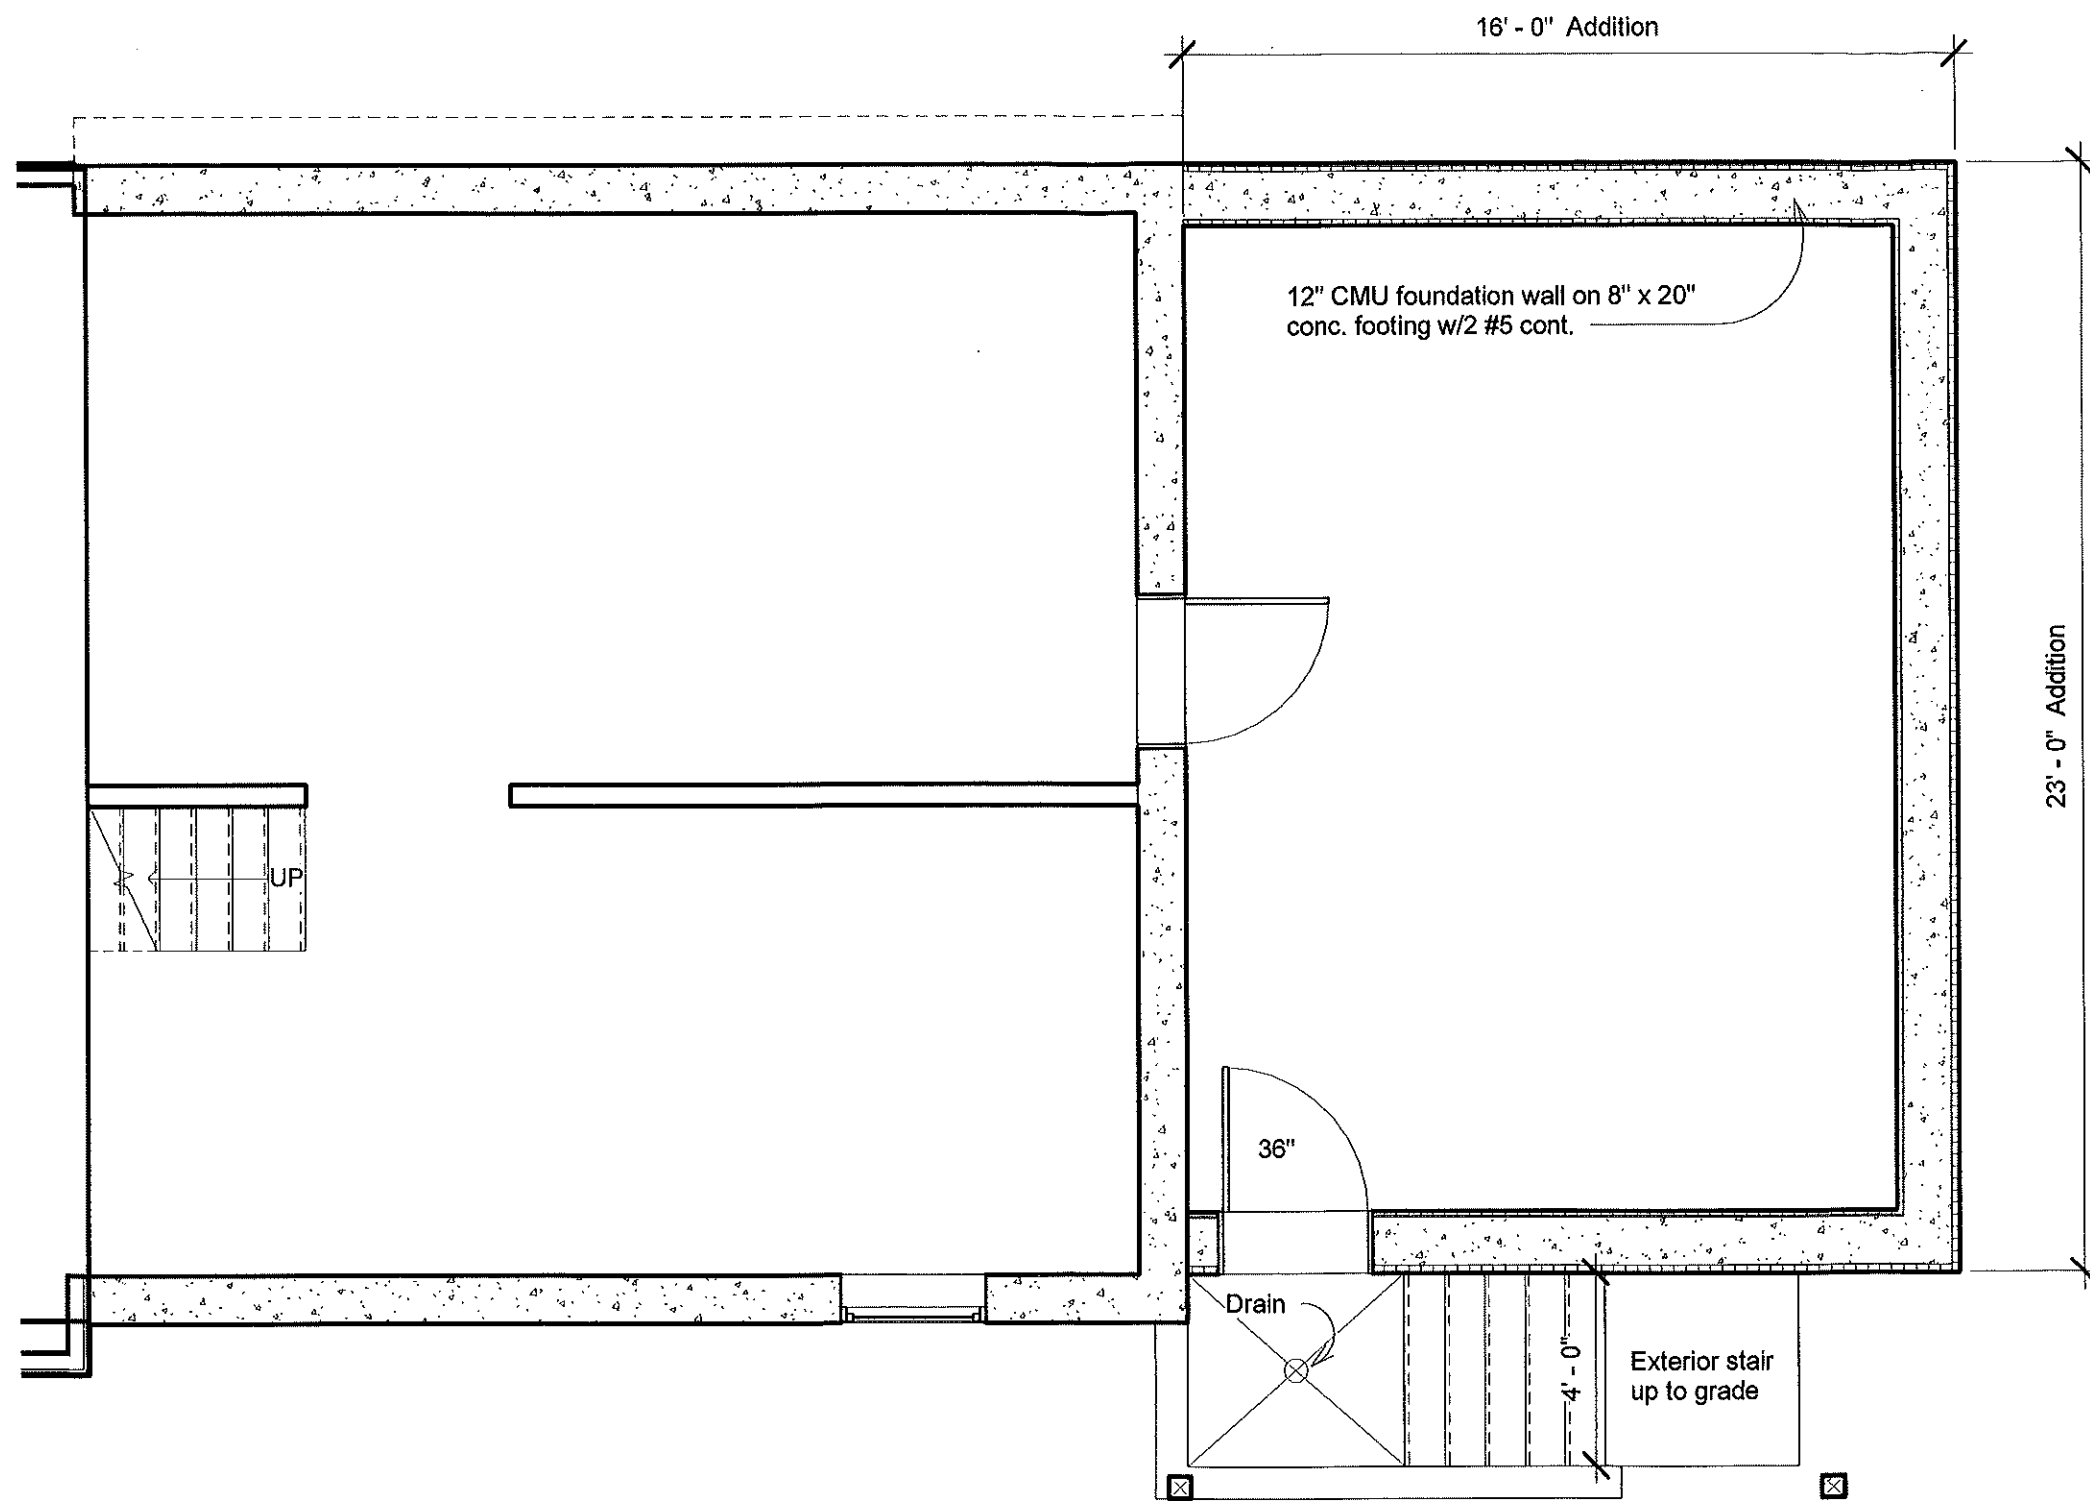 16' - 0" Addition
12" CMU foundation wall on 8" x 20"
conc. footing w/2 #5 cont.
23' - 0" Addition
UP
36"
Drain
4' - 0"
Exterior stair
up to grade